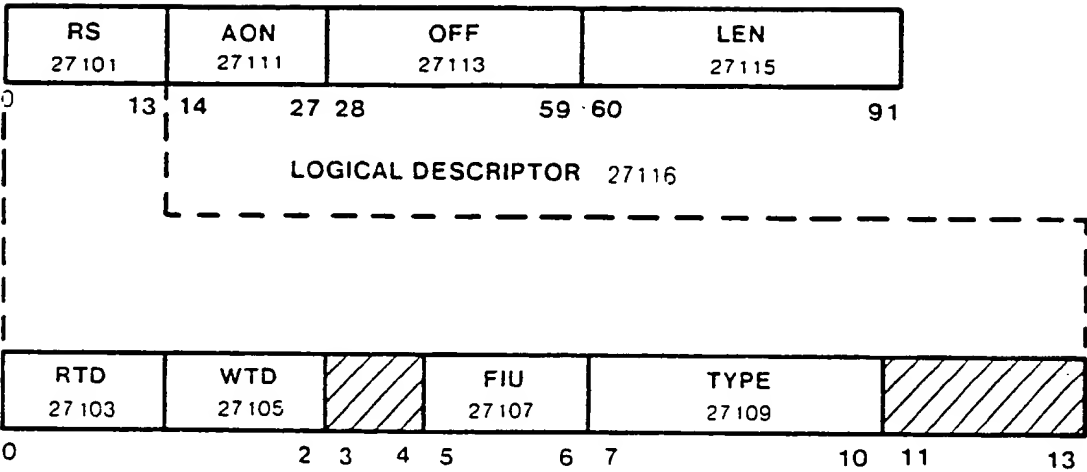 RS AON OFF LEN
27101 27111 27113 27115
0 13 14 27 28 59 60 91
LOGICAL DESCRIPTOR 27116
RTD WTD FIU TYPE
27103 27105 27107 27109
0 2 3 4 5 6 7 10 11 13